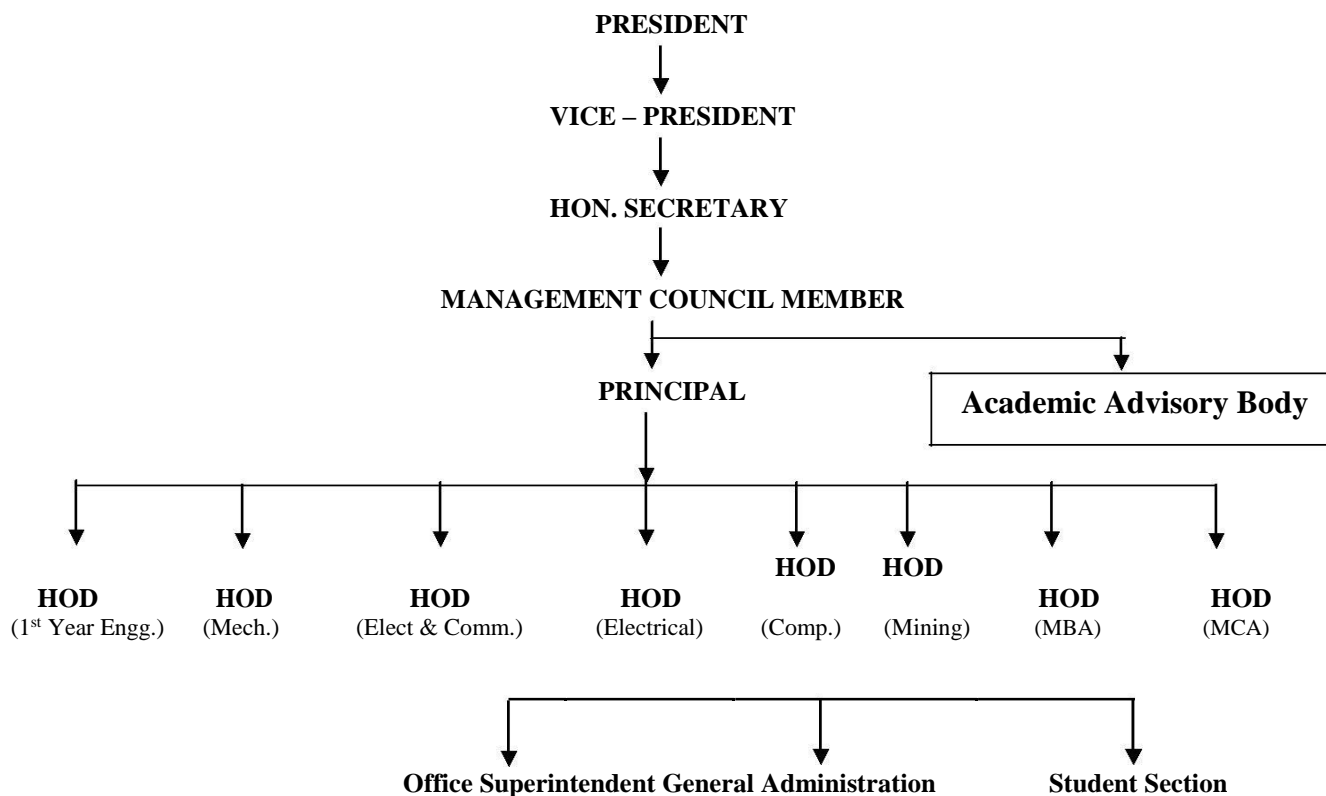 PRESIDENT
VICE – PRESIDENT
HON. SECRETARY
MANAGEMENT COUNCIL MEMBER
PRINCIPAL
Academic Advisory Body
HOD HOD
HOD HOD HOD HOD HOD HOD
(1st Year Engg.) (Mech.) (Elect & Comm.) (Electrical) (Comp.) (Mining) (MBA) (MCA)
Office Superintendent General Administration Student Section